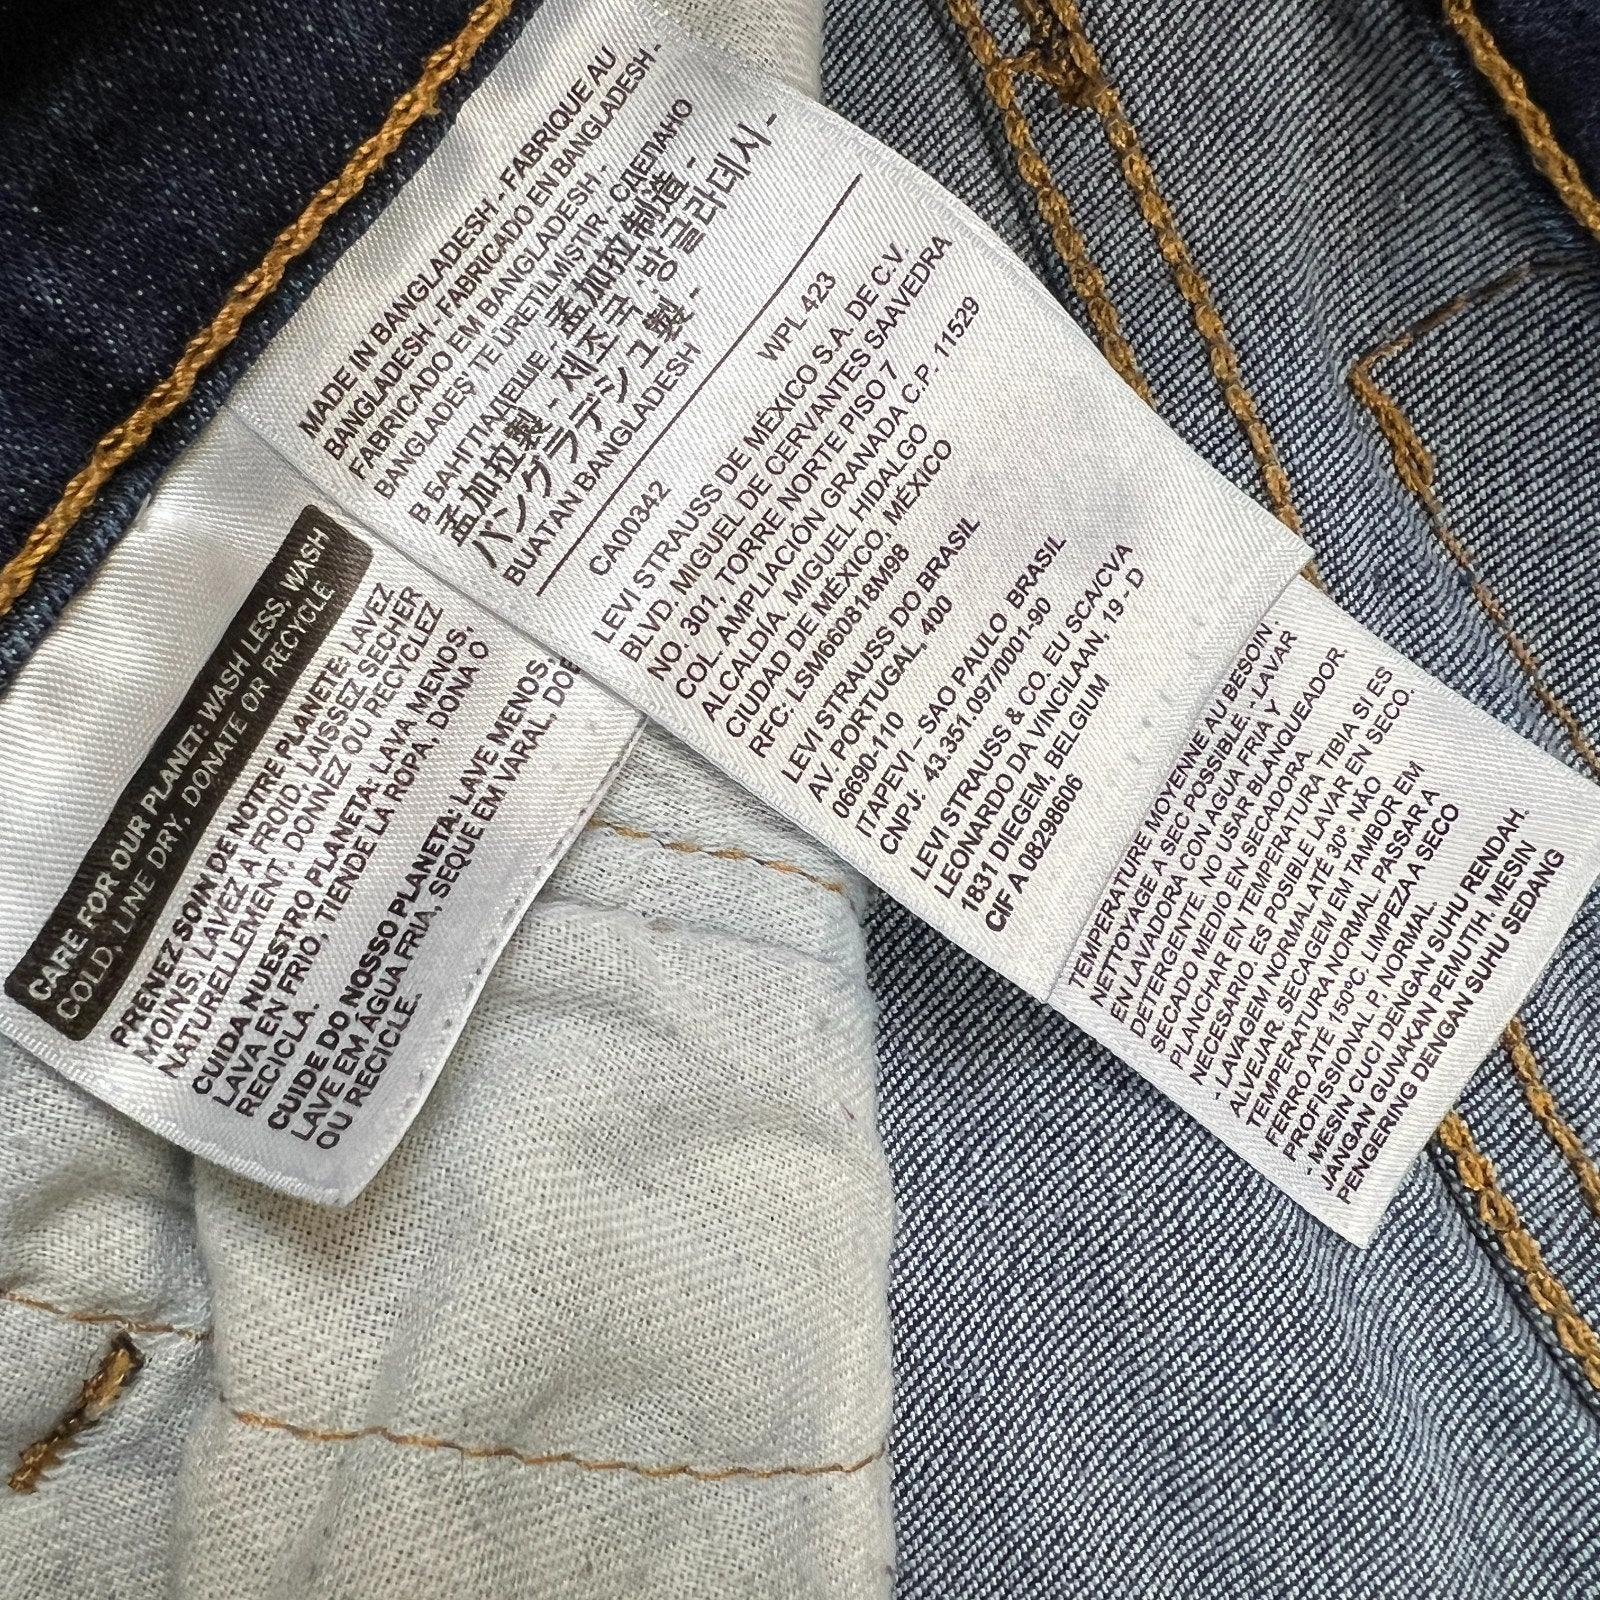 MADE IN BANGLADESH - FABRIQUE AU
BANGLADESH - FABRICADO EN BANGLADESH -
FABRICADO EM BANGLADESH -
BANGLADEŞ' TE ÜRETİLMİŞTİR - СДЕЛАНО
В БАНГЛАДЕШЕ - 孟加拉制造 -
孟加拉製 - 제조국 : 방글라데시 -
バングラデシュ製 -
BUATAN BANGLADESH
CA00342 WPL 423
LEVI STRAUSS DE MÉXICO S.A. DE C.V.
BLVD. MIGUEL DE CERVANTES SAAVEDRA
NO. 301, TORRE NORTE PISO 7
COL. AMPLIACIÓN GRANADA C.P. 11529
ALCALDÍA. MIGUEL HIDALGO
CIUDAD DE MÉXICO, MÉXICO
RFC: LSM660818M98
LEVI STRAUSS DO BRASIL
AV. PORTUGAL, 400
06690-110
ITAPEVI – SAO PAULO BRASIL
CNPJ: 43.351.097/0001-90
LEVI STRAUSS & CO. EU SCA/CVA
LEONARDO DA VINCILAAN, 19 - D
1831 DIEGEM, BELGIUM
CIF A 08298606
CARE FOR OUR PLANET: WASH LESS, WASH
COLD, LINE DRY, DONATE OR RECYCLE.
PRENEZ SOIN DE NOTRE PLANÈTE: LAVEZ
MOINS, LAVEZ À FROID, LAISSEZ SÉCHER
NATURELLEMENT, DONNEZ OU RECYCLEZ
CUIDA NUESTRO PLANETA: LAVA MENOS,
LAVA EN FRIO, TIENDE LA ROPA, DONA O
RECICLA.
CUIDE DO NOSSO PLANETA: LAVE MENOS,
LAVE EM ÁGUA FRIA, SEQUE EM VARAL, DOE
OU RECICLE.
TEMPERATURE MOYENNE AU BESOIN.
NETTOYAGE A SEC POSSIBLE. - LAVAR
EN LAVADORA CON AGUA FRIA Y
DETERGENTE. NO USAR BLANQUEADOR.
SECADO MEDIO EN SECADORA.
PLANCHAR EN TEMPERATURA TIBIA SI ES
NECESARIO. ES POSIBLE LAVAR EN SECO.
- LAVAGEM NORMAL ATÉ 30° NÃO
ALVEJAR. SECAGEM EM TAMBOR EM
TEMPERATURA NORMAL. PASSAR A
FERRO ATÉ 150ºC. LIMPEZA A SECO
PROFISSIONAL P, NORMAL.
- MESIN CUCI DENGAN SUHU RENDAH.
JANGAN GUNAKAN PEMUTIH. MESIN
PENGERING DENGAN SUHU SEDANG